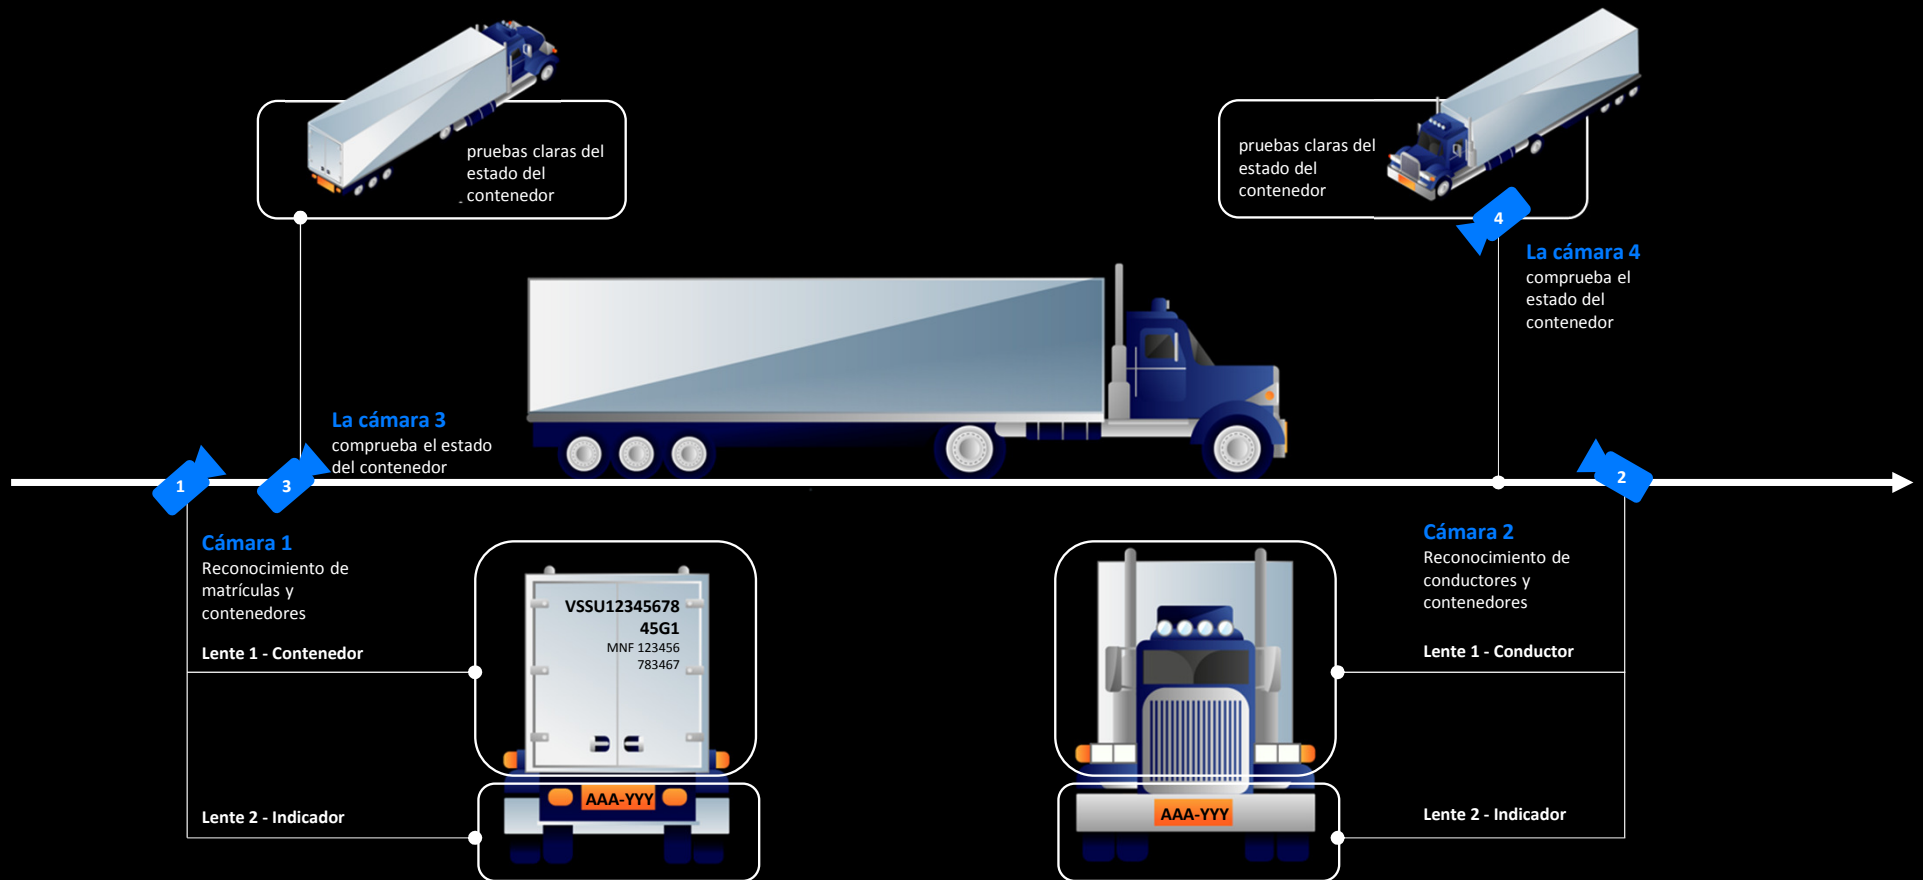 pruebas claras del
estado del
contenedor
pruebas claras del
estado del
contenedor
4
La cámara 4
comprueba el
estado del
contenedor
La cámara 3
comprueba el estado
del contenedor
1
3
2
Cámara 1
Reconocimiento de
matrículas y
contenedores
Lente 1 - Contenedor
Lente 2 - Indicador
VSSU12345678
45G1
MNF 123456
783467
AAA-YYY
AAA-YYY
Cámara 2
Reconocimiento de
conductores y
contenedores
Lente 1 - Conductor
Lente 2 - Indicador